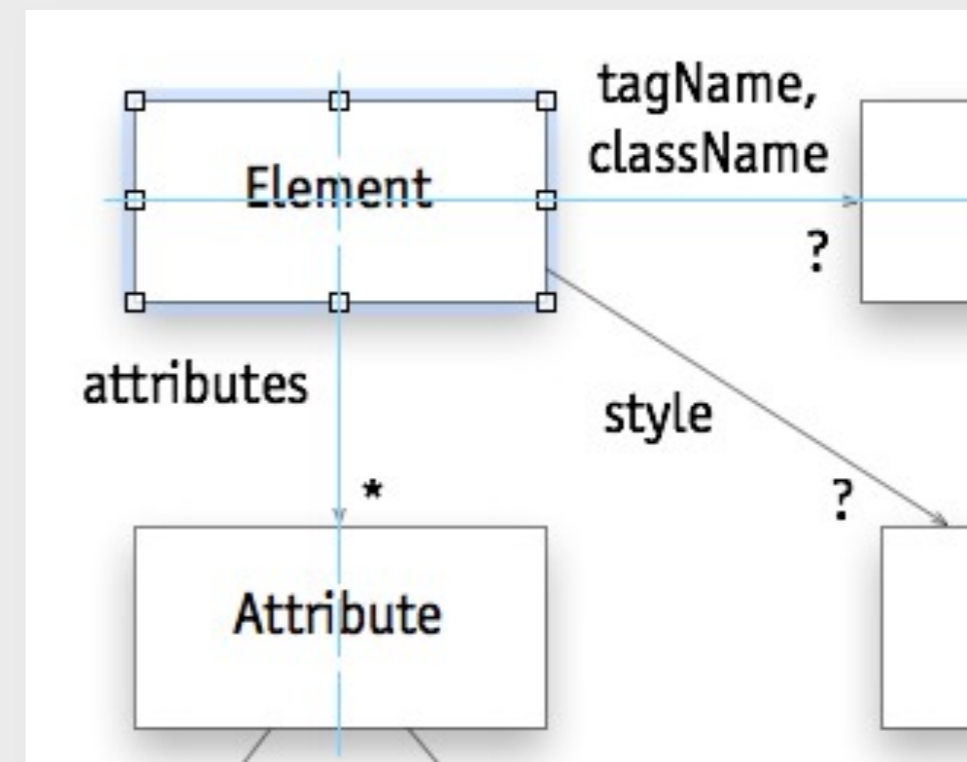 tagName,
className
Element
?
attributes
style
*
?
Attribute